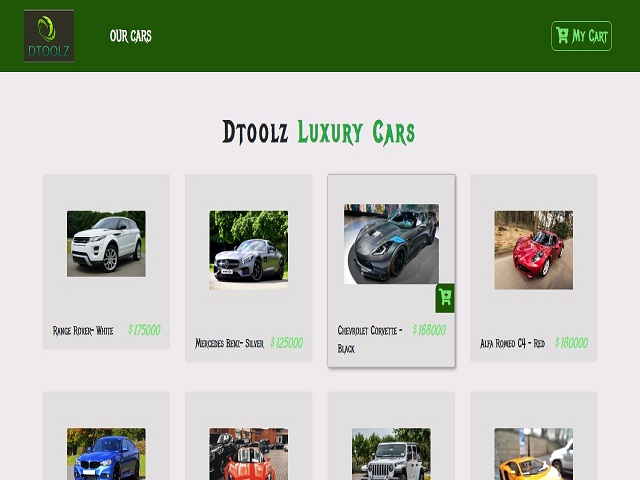 DTOOLZ
OUR CARS
My Cart
Dtoolz Luxury Cars
Range Rover- White $175000
Mercedes Benz- Silver $125000
Chevrolet Corvette - Black $168000
Alfa Romeo C4 - Red $180000